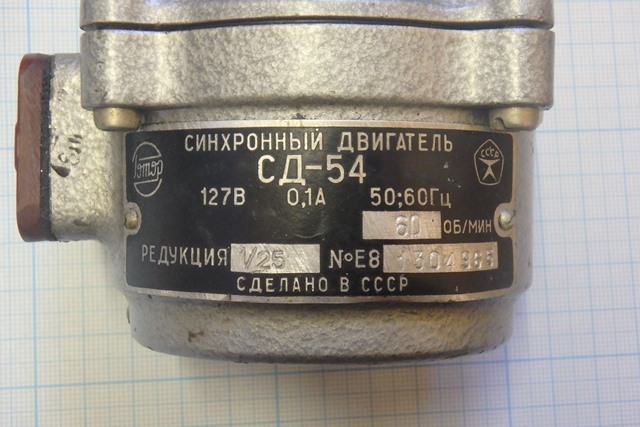 СИНХРОННЫЙ ДВИГАТЕЛЬ
СД-54
СССР
127В 0,1А 50;60Гц
60 ОБ/МИН
РЕДУКЦИЯ 1/25 №Е8
СДЕЛАНО В СССР